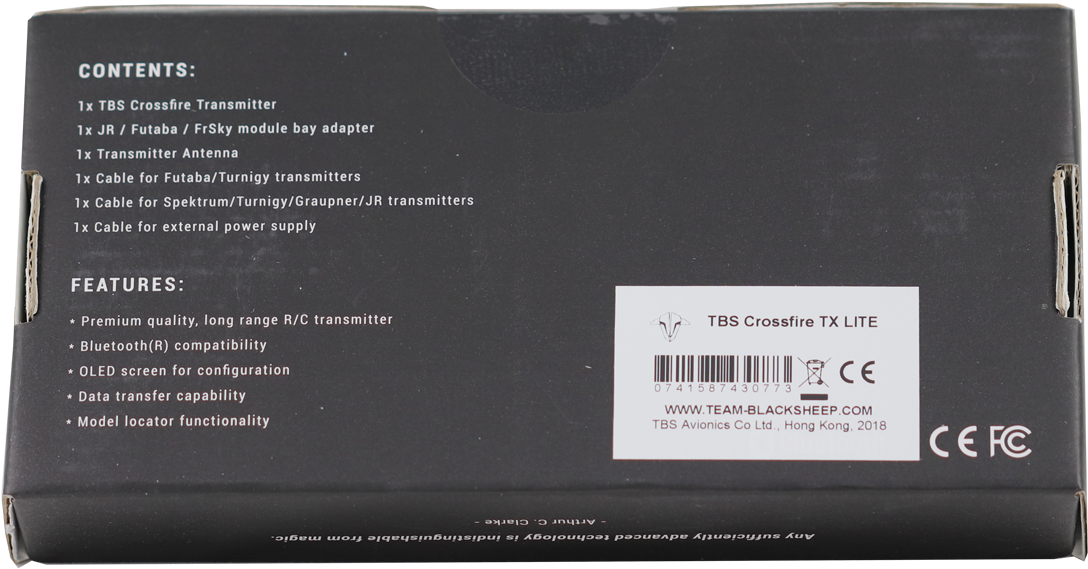 CONTENTS:
1x TBS Crossfire Transmitter
1x JR / Futaba / FrSky module bay adapter
1x Transmitter Antenna
1x Cable for Futaba/Turnigy transmitters
1x Cable for Spektrum/Turnigy/Graupner/JR transmitters
1x Cable for external power supply
FEATURES:
* Premium quality, long range R/C transmitter
* Bluetooth(R) compatibility
* OLED screen for configuration
* Data transfer capability
* Model locator functionality
TBS Crossfire TX LITE
0741587430773
CE
WWW.TEAM-BLACKSHEEP.COM
TBS Avionics Co Ltd., Hong Kong, 2018
CE FC
Any sufficiently advanced technology is indistinguishable from magic.
- Arthur C. Clarke -